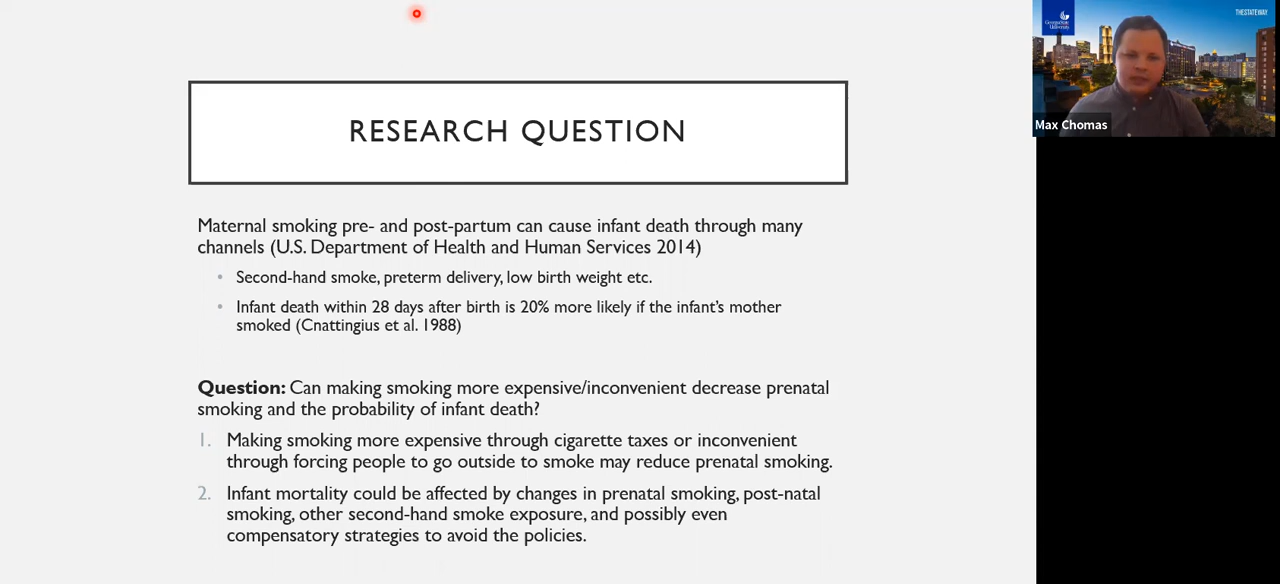 THESTATEWAY
GeorgiaState
University
Max Chomas
RESEARCH QUESTION
Maternal smoking pre- and post-partum can cause infant death through many
channels (U.S. Department of Health and Human Services 2014)
• Second-hand smoke, preterm delivery, low birth weight etc.
• Infant death within 28 days after birth is 20% more likely if the infant’s mother
smoked (Cnattingius et al. 1988)
Question: Can making smoking more expensive/inconvenient decrease prenatal
smoking and the probability of infant death?
1. Making smoking more expensive through cigarette taxes or inconvenient
through forcing people to go outside to smoke may reduce prenatal smoking.
2. Infant mortality could be affected by changes in prenatal smoking, post-natal
smoking, other second-hand smoke exposure, and possibly even
compensatory strategies to avoid the policies.